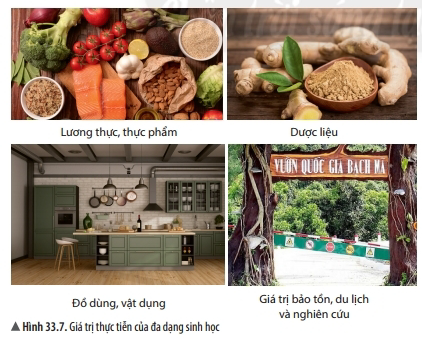 Lương thực, thực phẩm
Dược liệu
VƯỜN QUỐC GIA BẠCH MÃ
Đồ dùng, vật dụng
Giá trị bảo tồn, du lịch
và nghiên cứu
▲ Hình 33.7. Giá trị thực tiễn của đa dạng sinh học